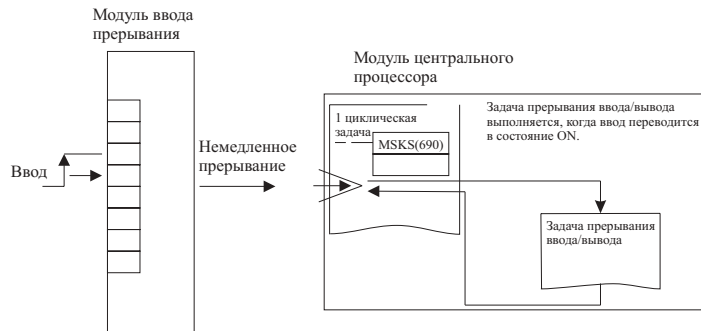 Модуль ввода
прерывания
Модуль центрального
процессора
1 циклическая
задача
MSKS(690)
Задача прерывания ввода/вывода
выполняется, когда ввод переводится
в состояние ON.
Ввод
Немедленное
прерывание
Задача прерывания
ввода/вывода